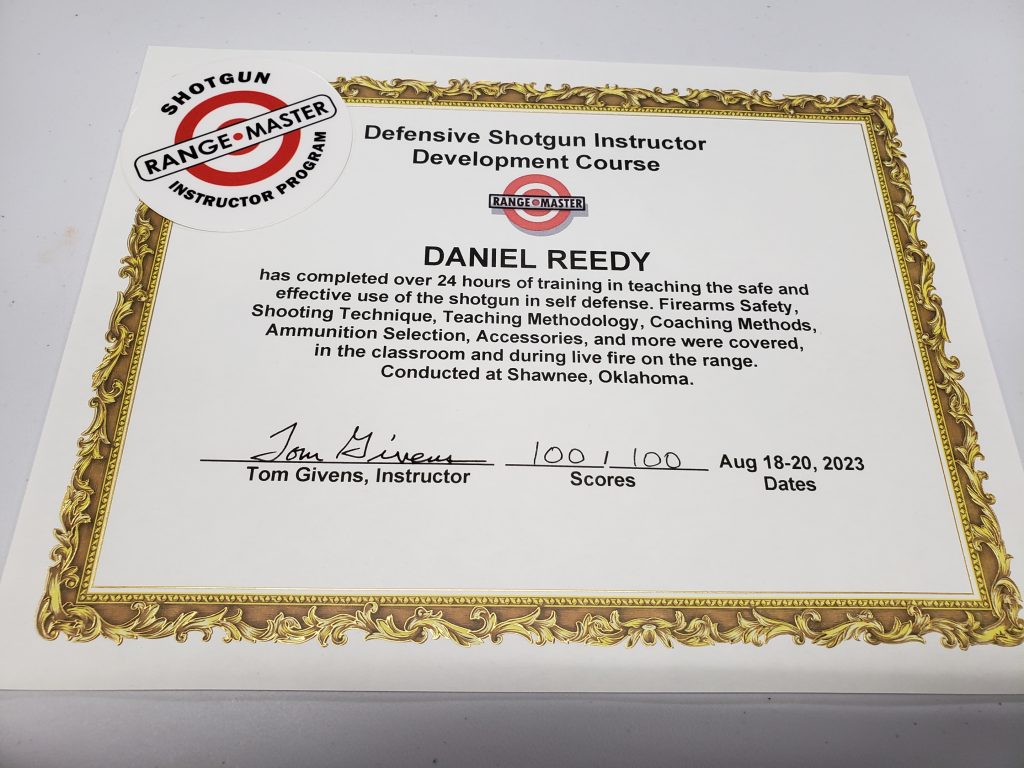 SHOTGUN
RANGE MASTER
INSTRUCTOR PROGRAM
Defensive Shotgun Instructor
Development Course
RANGE MASTER
DANIEL REEDY
has completed over 24 hours of training in teaching the safe and
effective use of the shotgun in self defense. Firearms Safety,
Shooting Technique, Teaching Methodology, Coaching Methods,
Ammunition Selection, Accessories, and more were covered,
in the classroom and during live fire on the range.
Conducted at Shawnee, Oklahoma.
Tom Givens 100 / 100 Aug 18-20, 2023
Tom Givens, Instructor Scores Dates